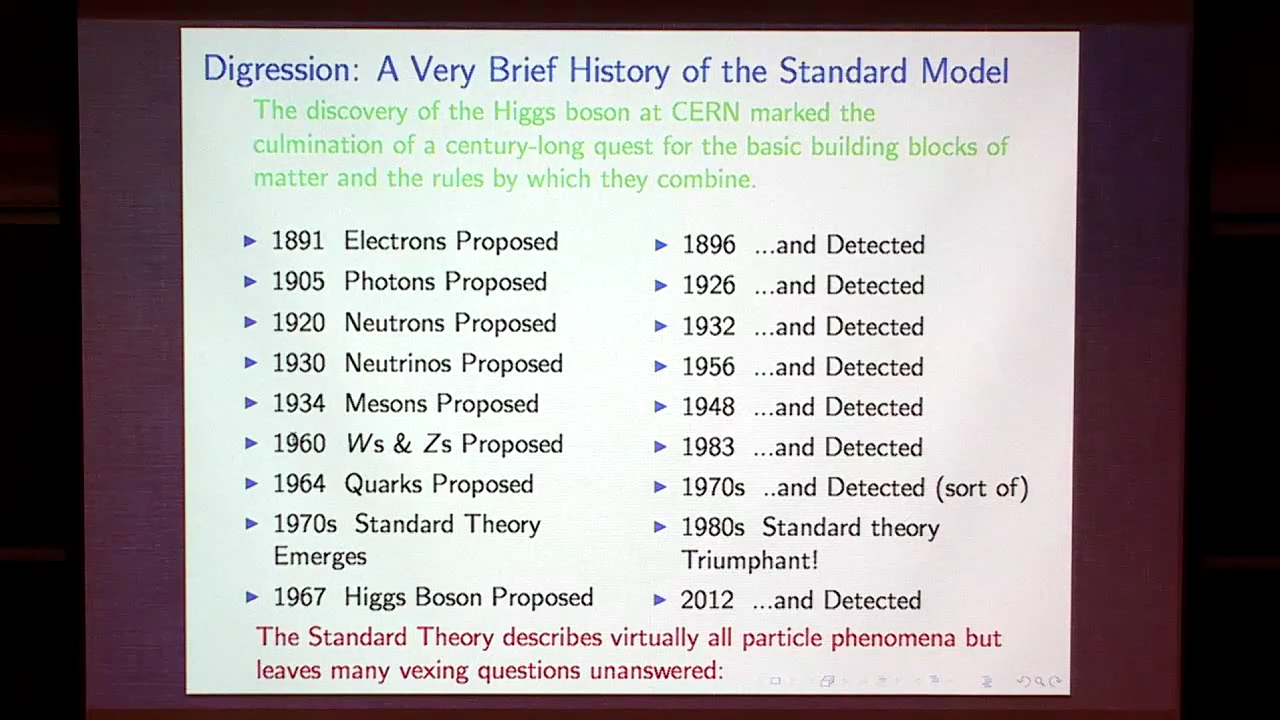 Digression: A Very Brief History of the Standard Model
The discovery of the Higgs boson at CERN marked the
culmination of a century-long quest for the basic building blocks of
matter and the rules by which they combine.
1891 Electrons Proposed
1896 ...and Detected
1905 Photons Proposed
1926 ...and Detected
1920 Neutrons Proposed
1932 ...and Detected
1930 Neutrinos Proposed
1956 ...and Detected
1934 Mesons Proposed
1948 ...and Detected
1960 Ws & Zs Proposed
1983 ...and Detected
1964 Quarks Proposed
1970s ..and Detected (sort of)
1970s Standard Theory
Emerges
1980s Standard theory
Triumphant!
1967 Higgs Boson Proposed
2012 ...and Detected
The Standard Theory describes virtually all particle phenomena but
leaves many vexing questions unanswered: